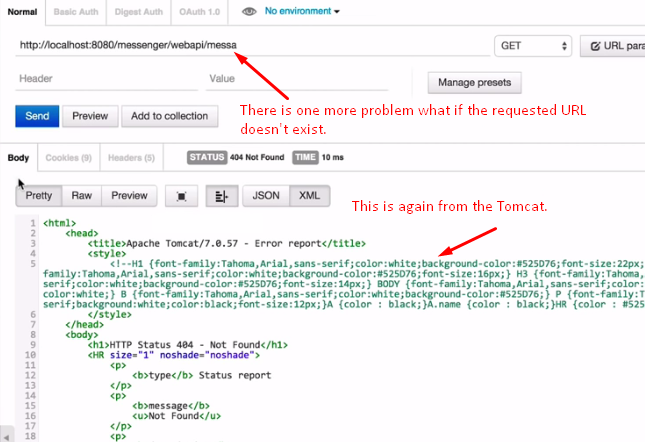 Normal Basic Auth Digest Auth OAuth 1.0 No environment
http://localhost:8080/messenger/webapi/messa GET URL para
Header Value Manage presets
There is one more problem what if the requested URL
doesn't exist.
Send Preview Add to collection
Body Cookies (9) Headers (5) STATUS 404 Not Found TIME 10 ms
Pretty Raw Preview JSON XML
This is again from the Tomcat.
1 <html>
2 <head>
3 <title>Apache Tomcat/7.0.57 - Error report</title>
4 <style>
5 <!--H1 {font-family:Tahoma,Arial,sans-serif;color:white;background-color:#525D76;font-size:22px;
family:Tahoma,Arial,sans-serif;color:white;background-color:#525D76;font-size:16px;} H3 {font-family:Tahoma,
serif;color:white;background-color:#525D76;font-size:14px;} BODY {font-family:Tahoma,Arial,sans-serif;color:
color:white;} B {font-family:Tahoma,Arial,sans-serif;color:white;background-color:#525D76;} P {font-family:T
serif;background:white;color:black;font-size:12px;}A {color : black;}A.name {color : black;}HR {color : #525
6 </style>
7 </head>
8 <body>
9 <h1>HTTP Status 404 - Not Found</h1>
10 <HR size="1" noshade="noshade">
11 <p>
12 <b>type</b> Status report
13 </p>
14 <p>
15 <b>message</b>
16 <u>Not Found</u>
17 </p>
18 <p>